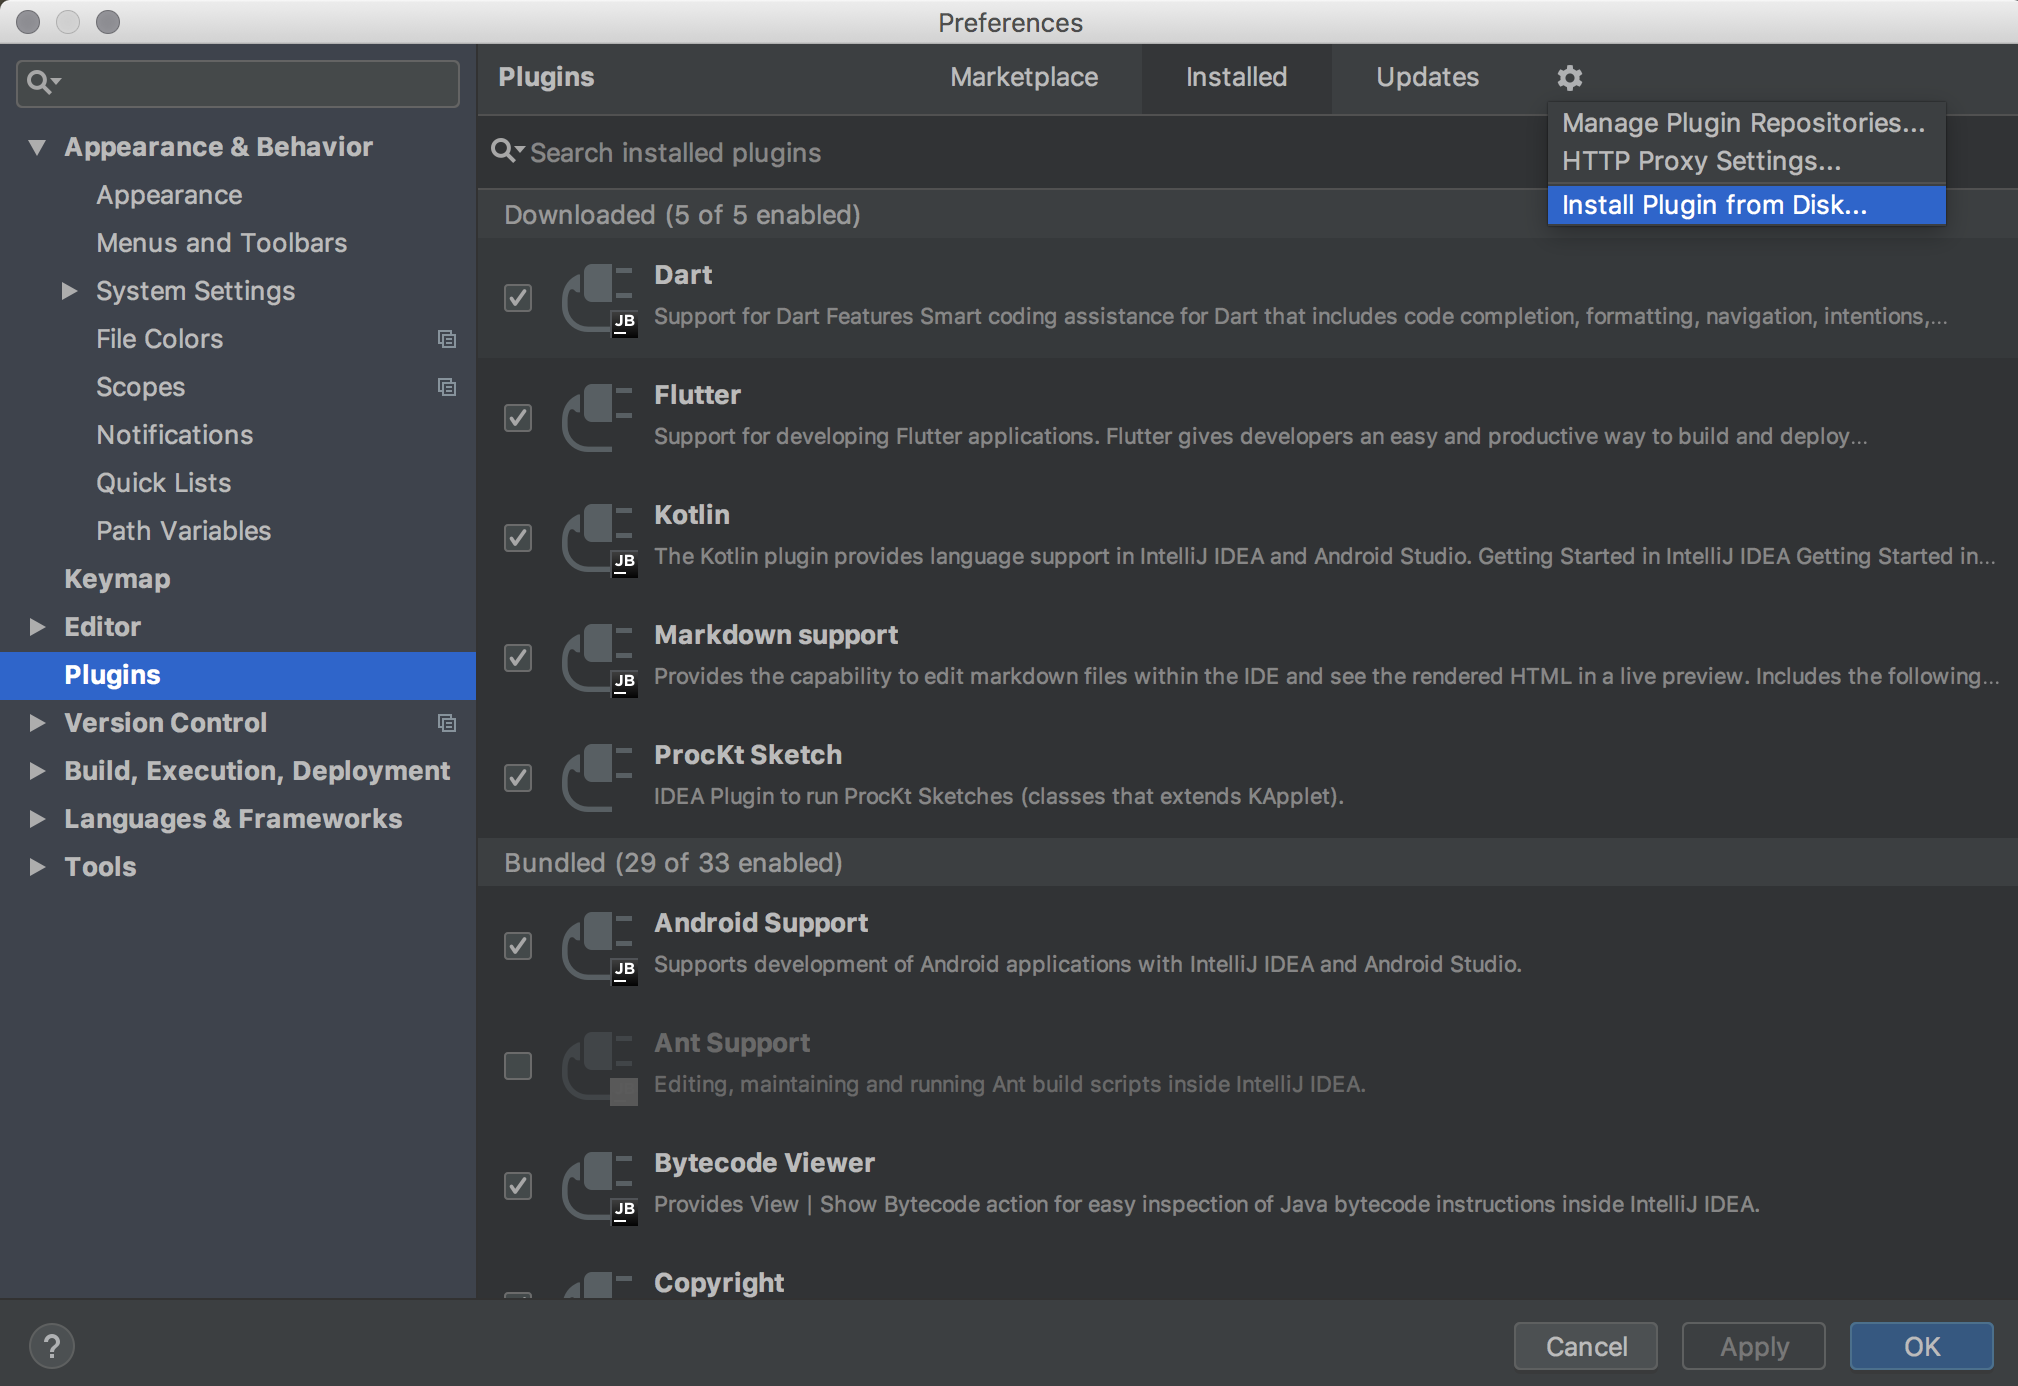 Preferences
Appearance & Behavior
Appearance
Menus and Toolbars
System Settings
File Colors
Scopes
Notifications
Quick Lists
Path Variables
Keymap
Editor
Plugins
Version Control
Build, Execution, Deployment
Languages & Frameworks
Tools
Plugins
Marketplace
Installed
Updates
Manage Plugin Repositories...
HTTP Proxy Settings...
Install Plugin from Disk...
Search installed plugins
Downloaded (5 of 5 enabled)
Dart
JB
Support for Dart Features Smart coding assistance for Dart that includes code completion, formatting, navigation, intentions,...
Flutter
Support for developing Flutter applications. Flutter gives developers an easy and productive way to build and deploy...
Kotlin
JB
The Kotlin plugin provides language support in IntelliJ IDEA and Android Studio. Getting Started in IntelliJ IDEA Getting Started in...
Markdown support
JB
Provides the capability to edit markdown files within the IDE and see the rendered HTML in a live preview. Includes the following...
ProcKt Sketch
IDEA Plugin to run ProcKt Sketches (classes that extends KApplet).
Bundled (29 of 33 enabled)
Android Support
JB
Supports development of Android applications with IntelliJ IDEA and Android Studio.
Ant Support
Editing, maintaining and running Ant build scripts inside IntelliJ IDEA.
Bytecode Viewer
JB
Provides View | Show Bytecode action for easy inspection of Java bytecode instructions inside IntelliJ IDEA.
Copyright
?
Cancel
Apply
OK